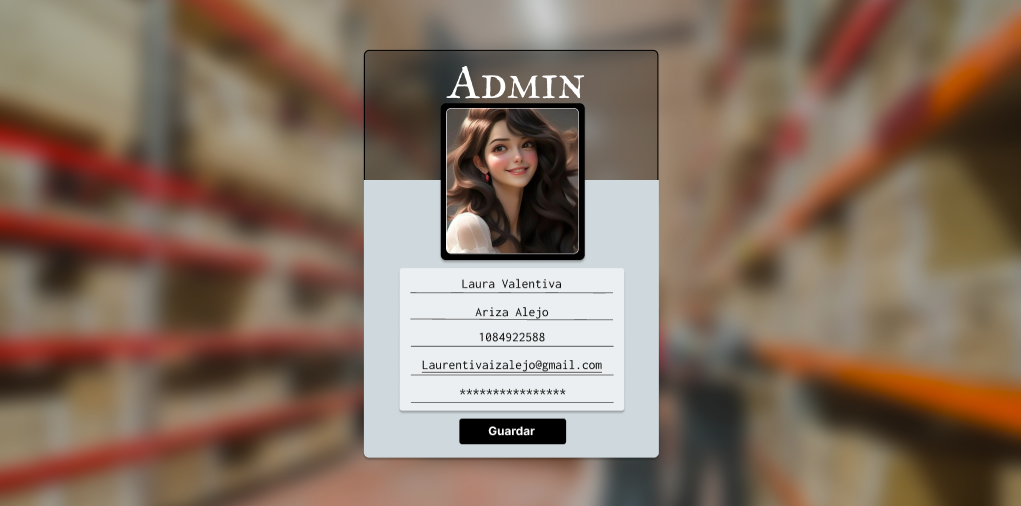 Admin
Laura Valentiva
Ariza Alejo
1084922588
Laurentivaizalejo@gmail.com
****************
Guardar